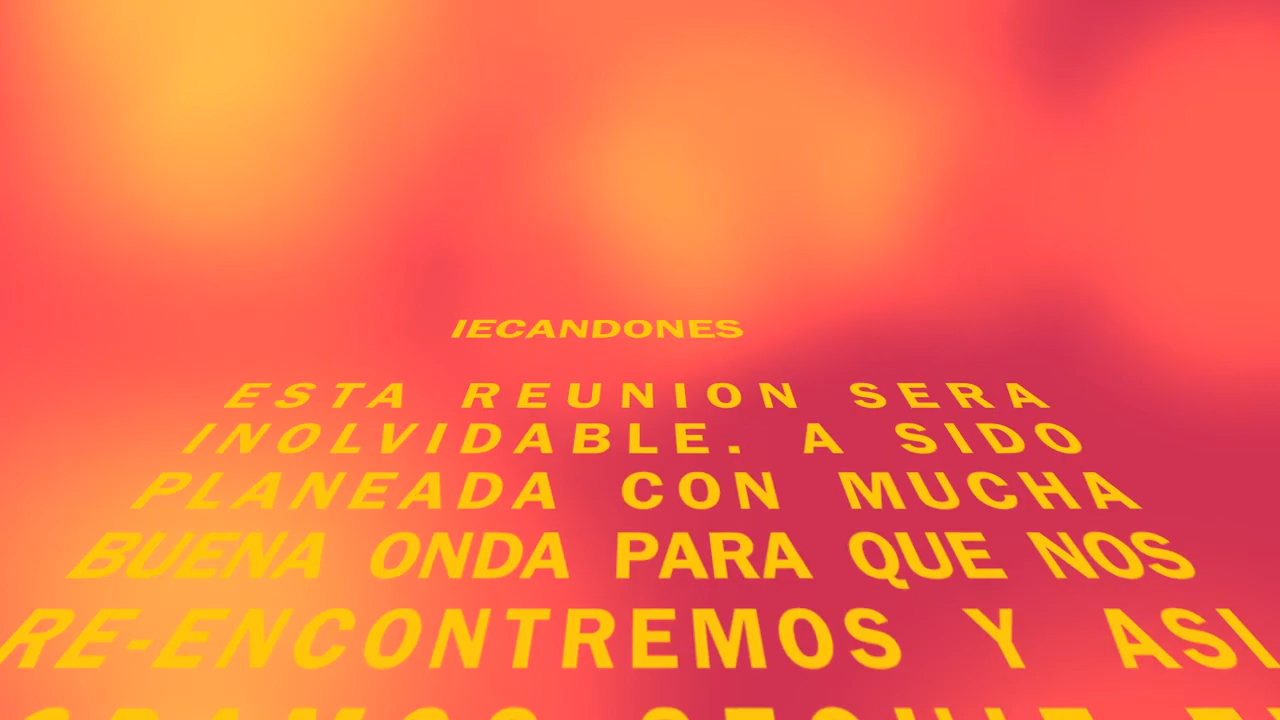 IECANDONES
ESTA REUNION SERA
INOLVIDABLE. A SIDO
PLANEADA CON MUCHA
BUENA ONDA PARA QUE NOS
RE-ENCONTREMOS Y ASI